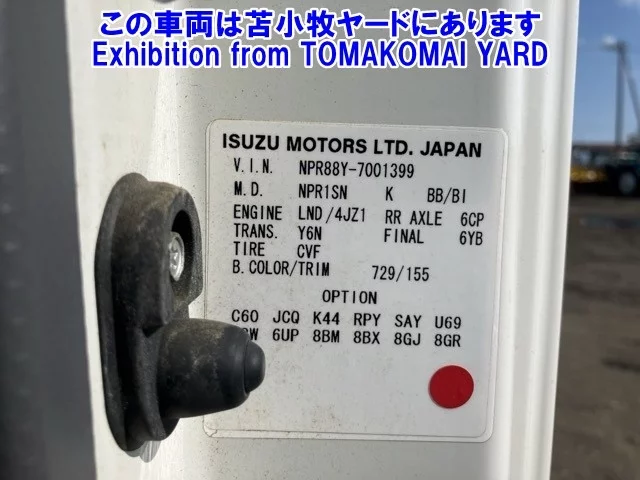 この車両は苫小牧ヤードにあります
Exhibition from TOMAKOMAI YARD
ISUZU MOTORS LTD. JAPAN
V.I.N. NPR88Y-7001399
M.D. NPR1SN K BB/BI
ENGINE LND/4JZ1 RR AXLE 6CP
TRANS. Y6N FINAL 6YB
TIRE CVF
B.COLOR/TRIM 729/155
OPTION
C60 JCQ K44 RPY SAY U69
6UP 8BM 8BX 8GJ 8GR